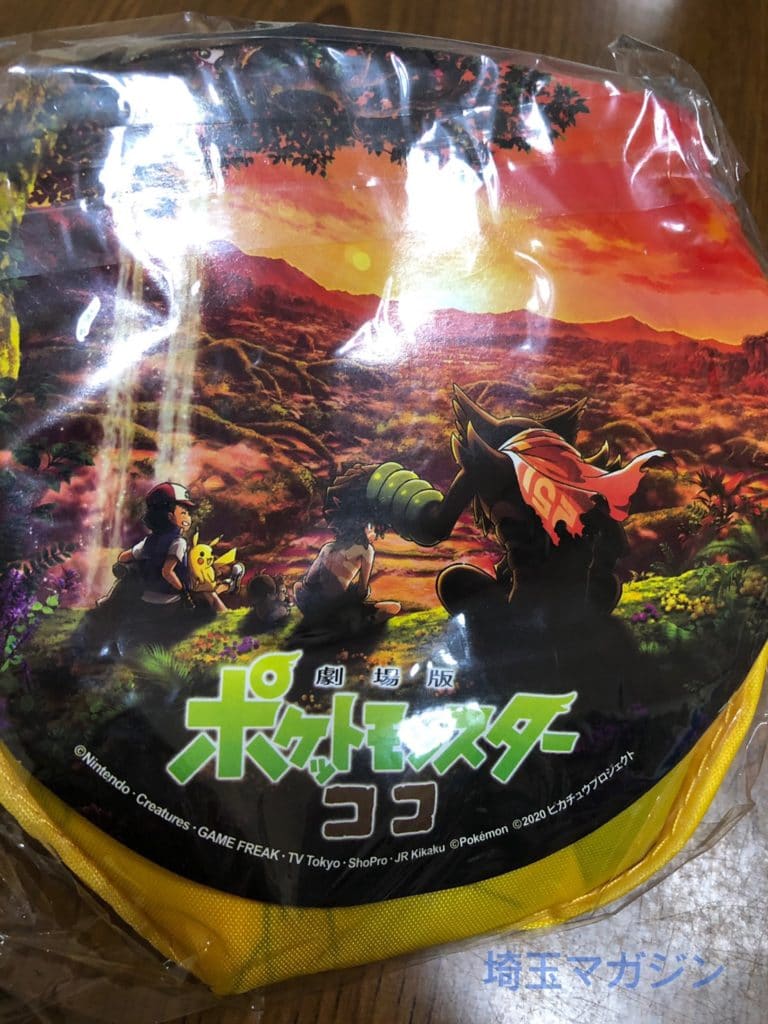 劇場版
ポケットモンスター
ココ
©Nintendo・Creatures・GAME FREAK・TV Tokyo・ShoPro・JR Kikaku ©Pokémon ©2020 ピカチュウプロジェクト
埼玉マガジン